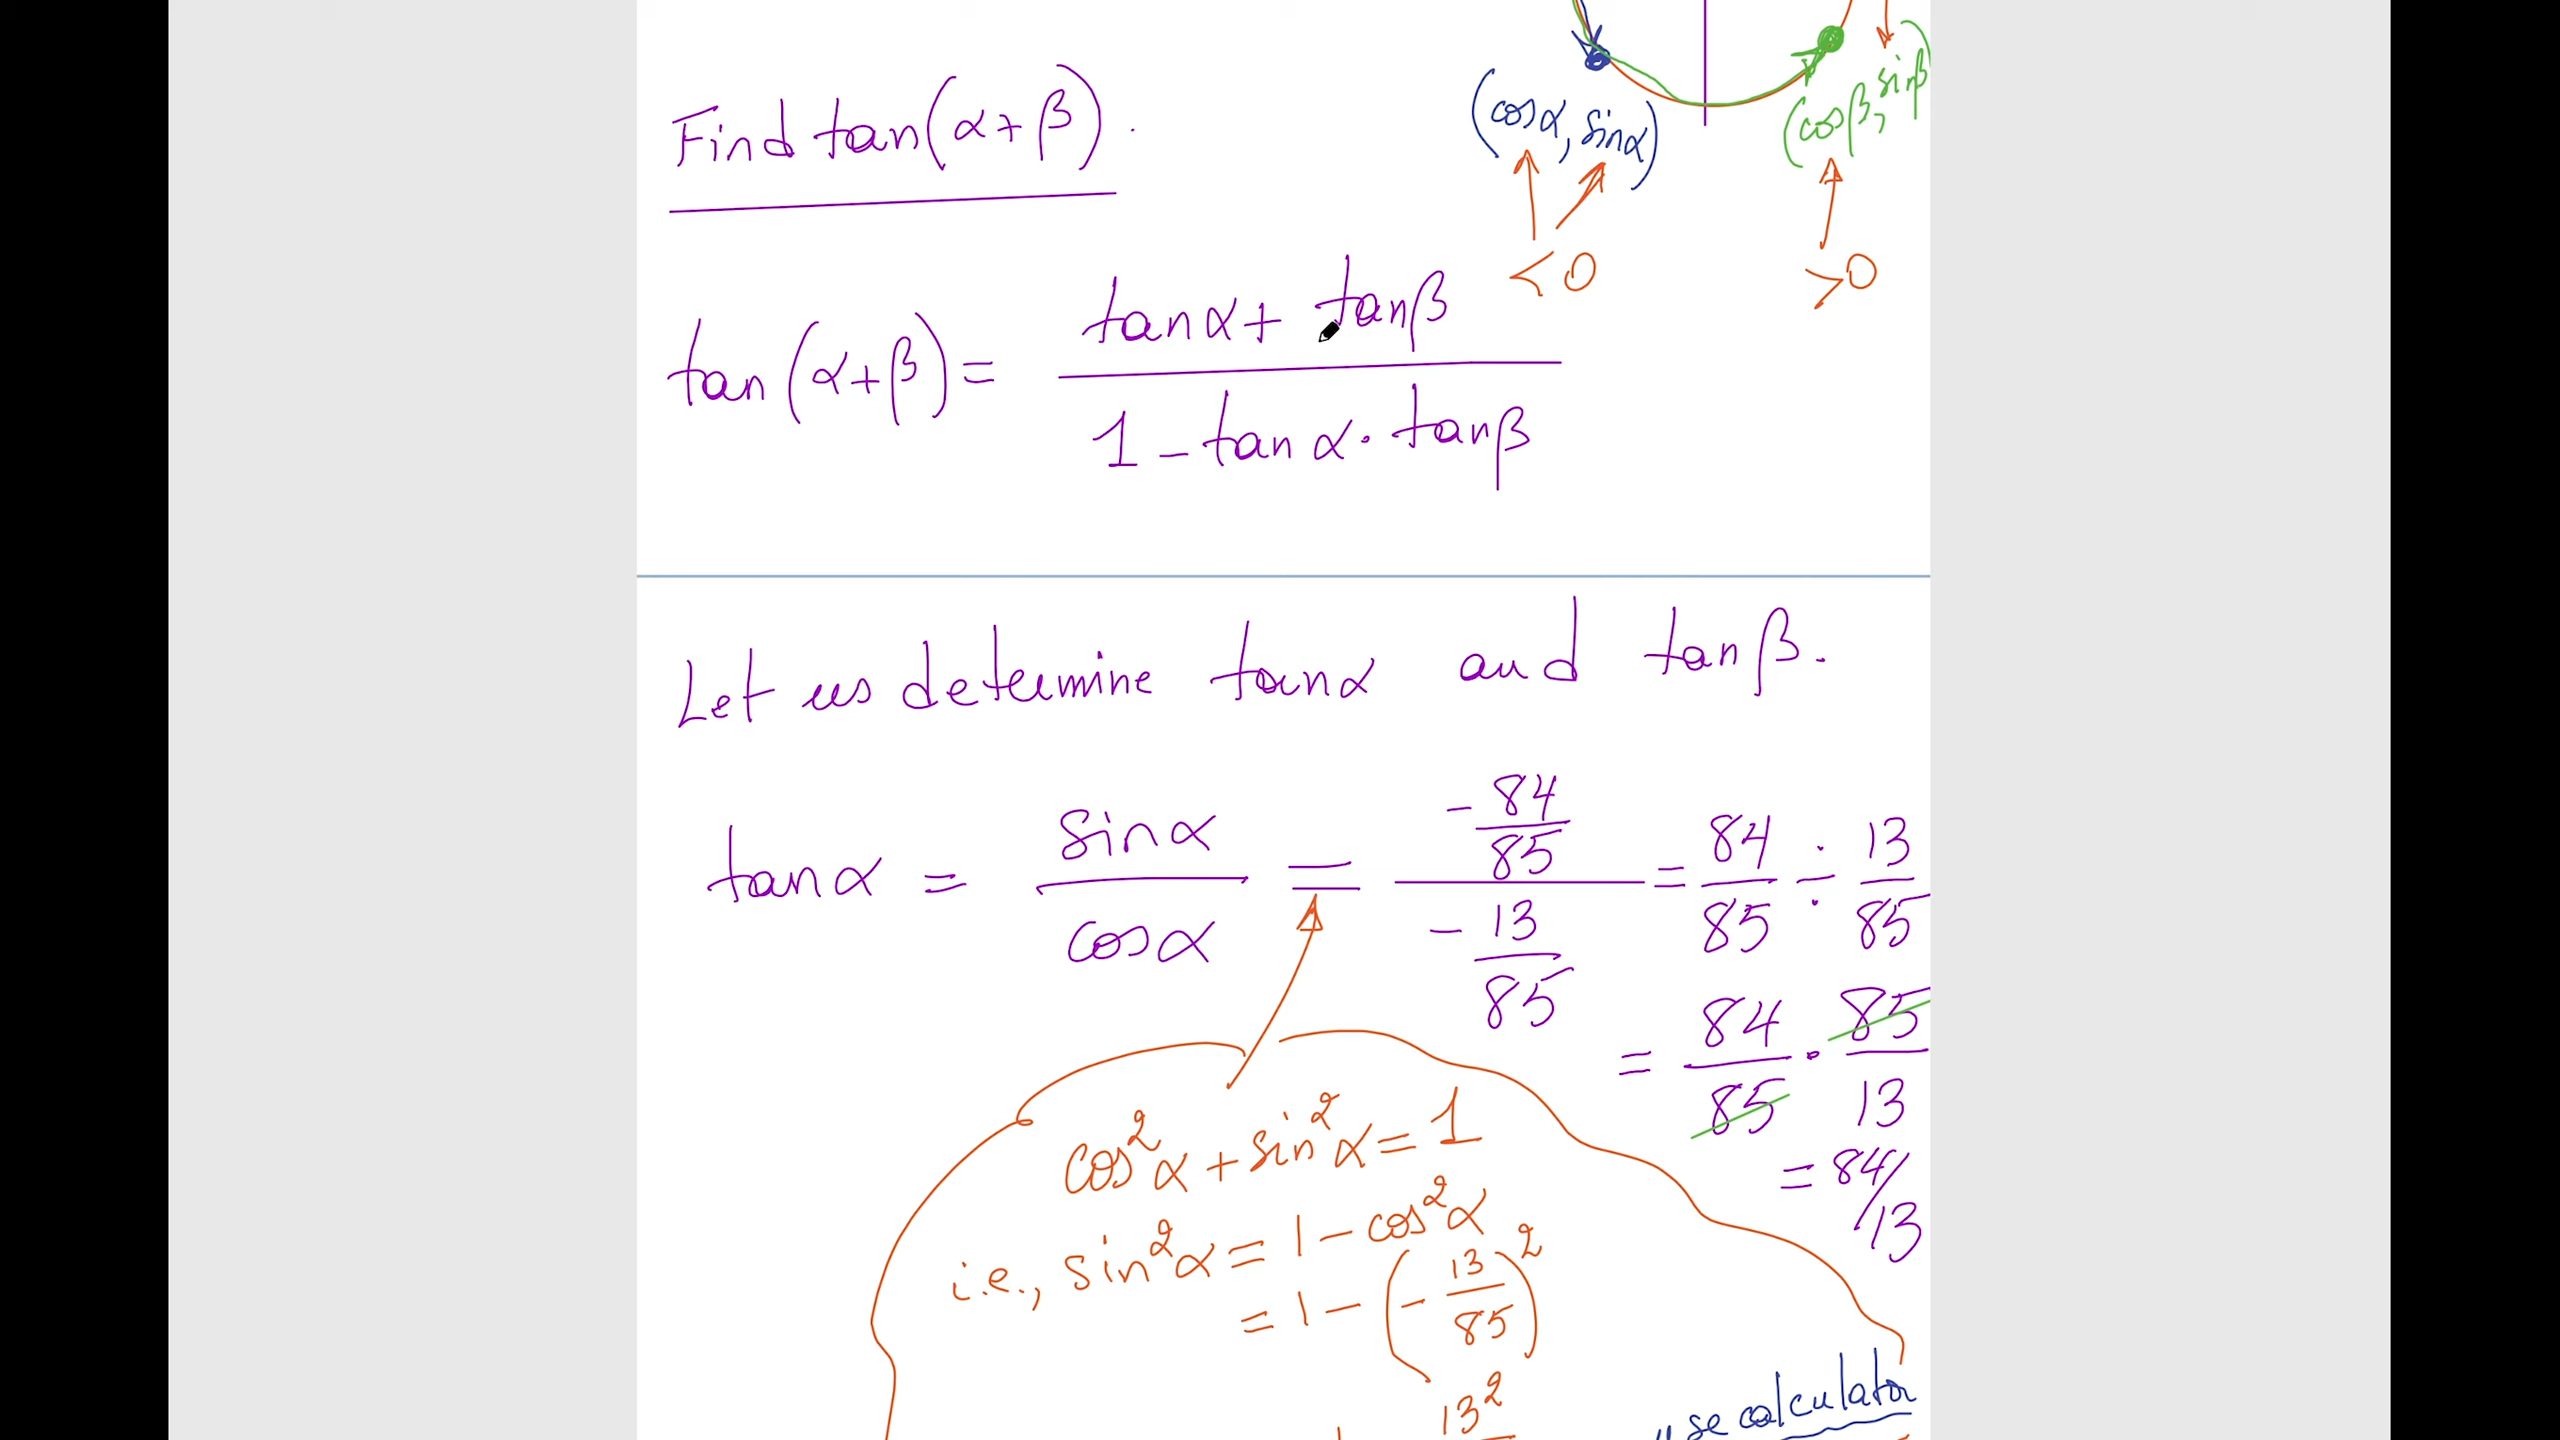 (cosα, sinα)
(cosβ, sinβ)
Find tan(α+β).
<0
>0
tan(α+β) = (tanα + tanβ) / (1 - tanα · tanβ)
Let us determine tanα and tanβ.
tanα = sinα / cosα = (-84/85) / (-13/85) = 84/85 ÷ 13/85
= 84/85 · 85/13
= 84/13
cos²α + sin²α = 1
i.e., sin²α = 1 - cos²α
= 1 - (-13/85)²
13²
use calculator